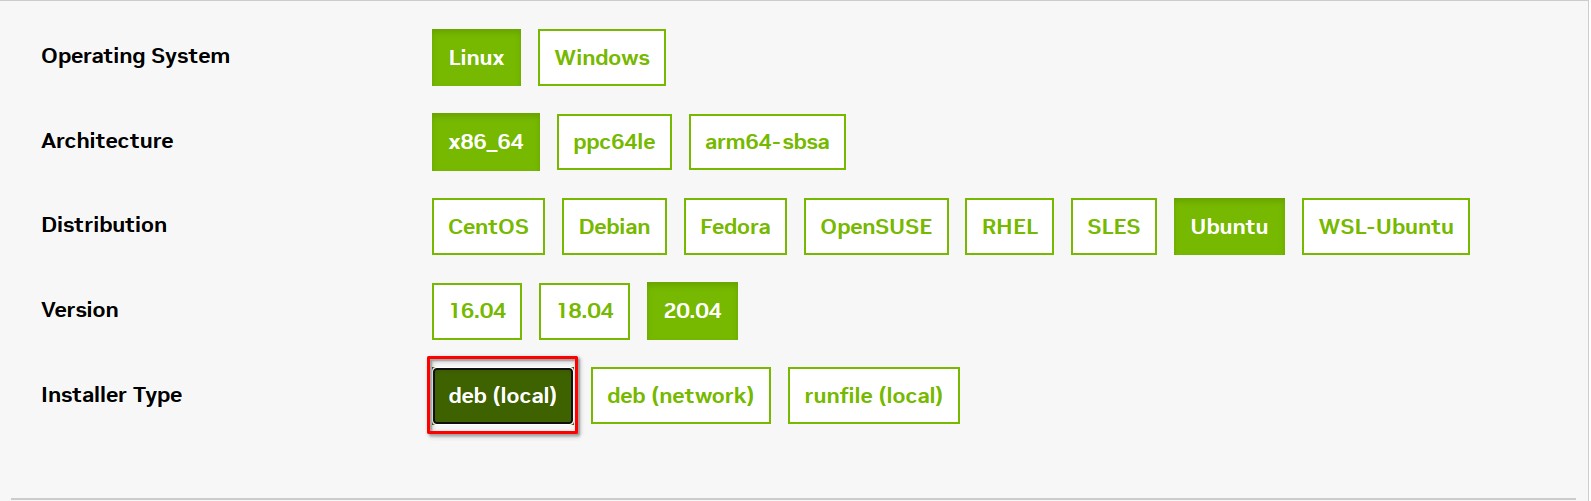 Operating System Linux Windows
Architecture x86_64 ppc64le arm64-sbsa
Distribution CentOS Debian Fedora OpenSUSE RHEL SLES Ubuntu WSL-Ubuntu
Version 16.04 18.04 20.04
Installer Type deb (local) deb (network) runfile (local)